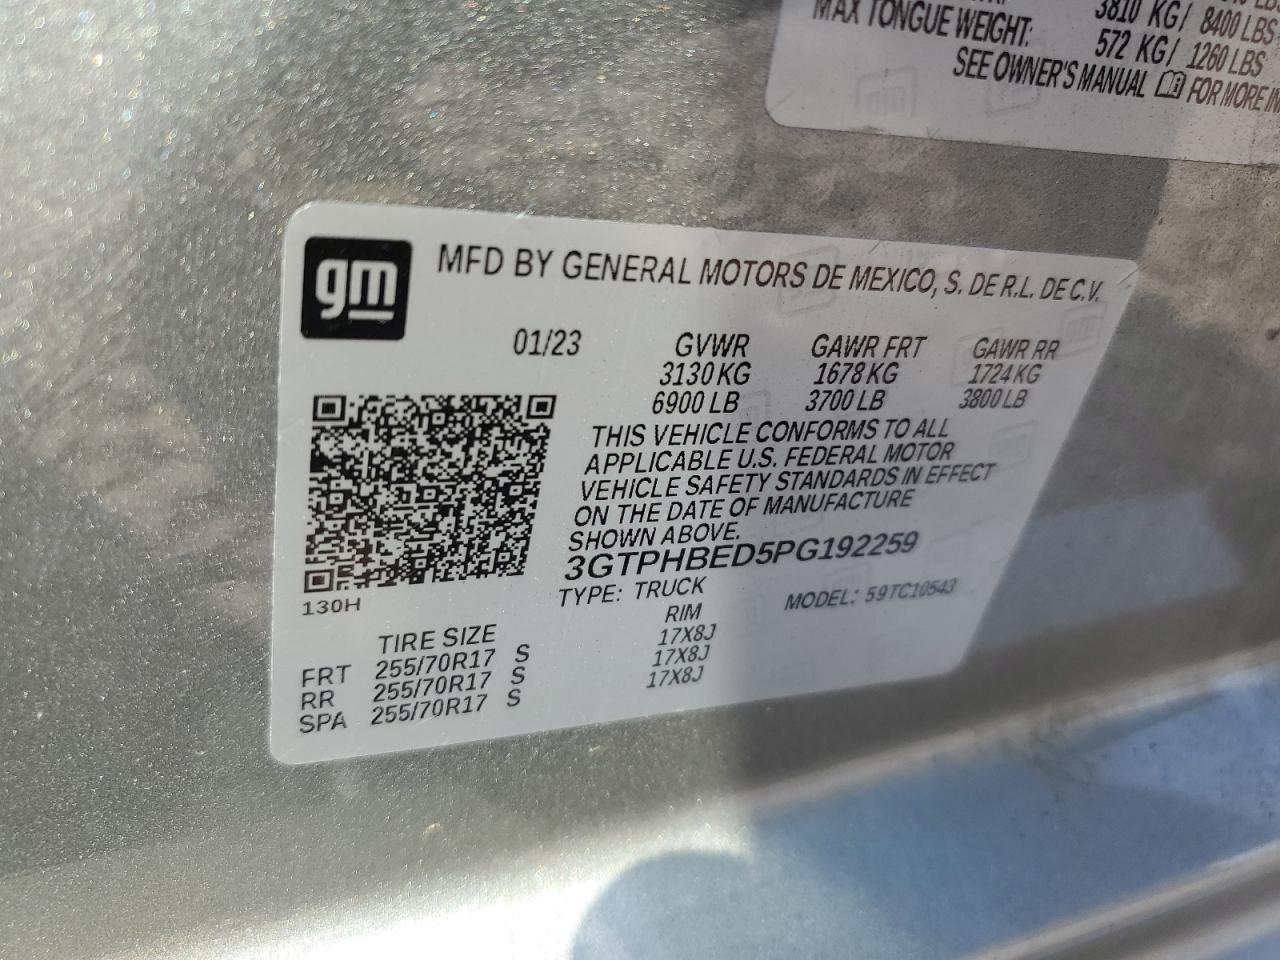 3810 KG/ 8400 LBS
MAX TONGUE WEIGHT: 572 KG/ 1260 LBS
SEE OWNER'S MANUAL FOR MORE
gm
MFD BY GENERAL MOTORS DE MEXICO, S. DE R.L. DE C.V.
01/23 GVWR GAWR FRT GAWR RR
3130 KG 1678 KG 1724 KG
6900 LB 3700 LB 3800 LB
THIS VEHICLE CONFORMS TO ALL
APPLICABLE U.S. FEDERAL MOTOR
VEHICLE SAFETY STANDARDS IN EFFECT
ON THE DATE OF MANUFACTURE
SHOWN ABOVE.
3GTPHBED5PG192259
130H
TYPE: TRUCK MODEL: 59TC10543
TIRE SIZE RIM
FRT 255/70R17 S 17X8J
RR 255/70R17 S 17X8J
SPA 255/70R17 S 17X8J